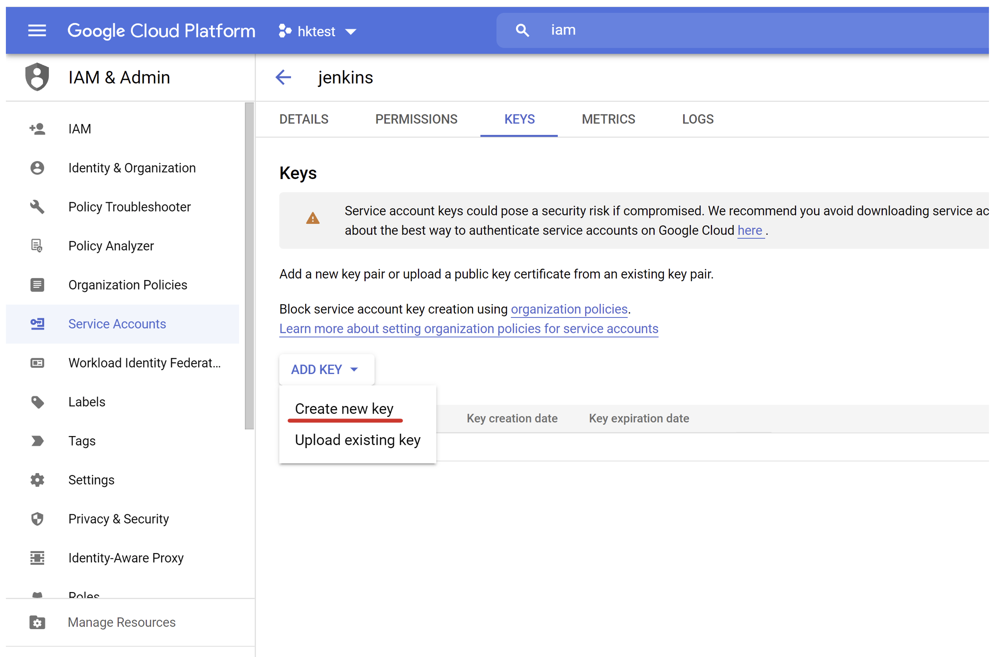 Google Cloud Platform
hktest
iam
IAM & Admin
jenkins
IAM
Identity & Organization
Policy Troubleshooter
Policy Analyzer
Organization Policies
Service Accounts
Workload Identity Federat...
Labels
Tags
Settings
Privacy & Security
Identity-Aware Proxy
Roles
Manage Resources
DETAILS PERMISSIONS KEYS METRICS LOGS
Keys
Service account keys could pose a security risk if compromised. We recommend you avoid downloading service ac
about the best way to authenticate service accounts on Google Cloud here .
Add a new key pair or upload a public key certificate from an existing key pair.
Block service account key creation using organization policies.
Learn more about setting organization policies for service accounts
ADD KEY
Create new key
Upload existing key
Key creation date Key expiration date